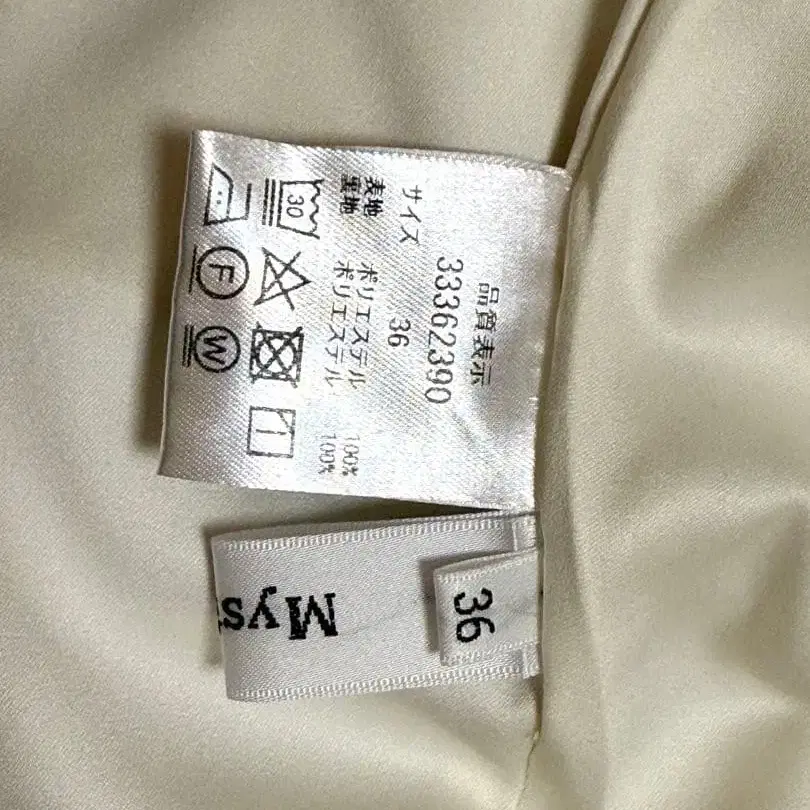 品質表示
33362390
サイズ 36
表地 ポリエステル 100%
裏地 ポリエステル 100%
30
F
W
36
Mys